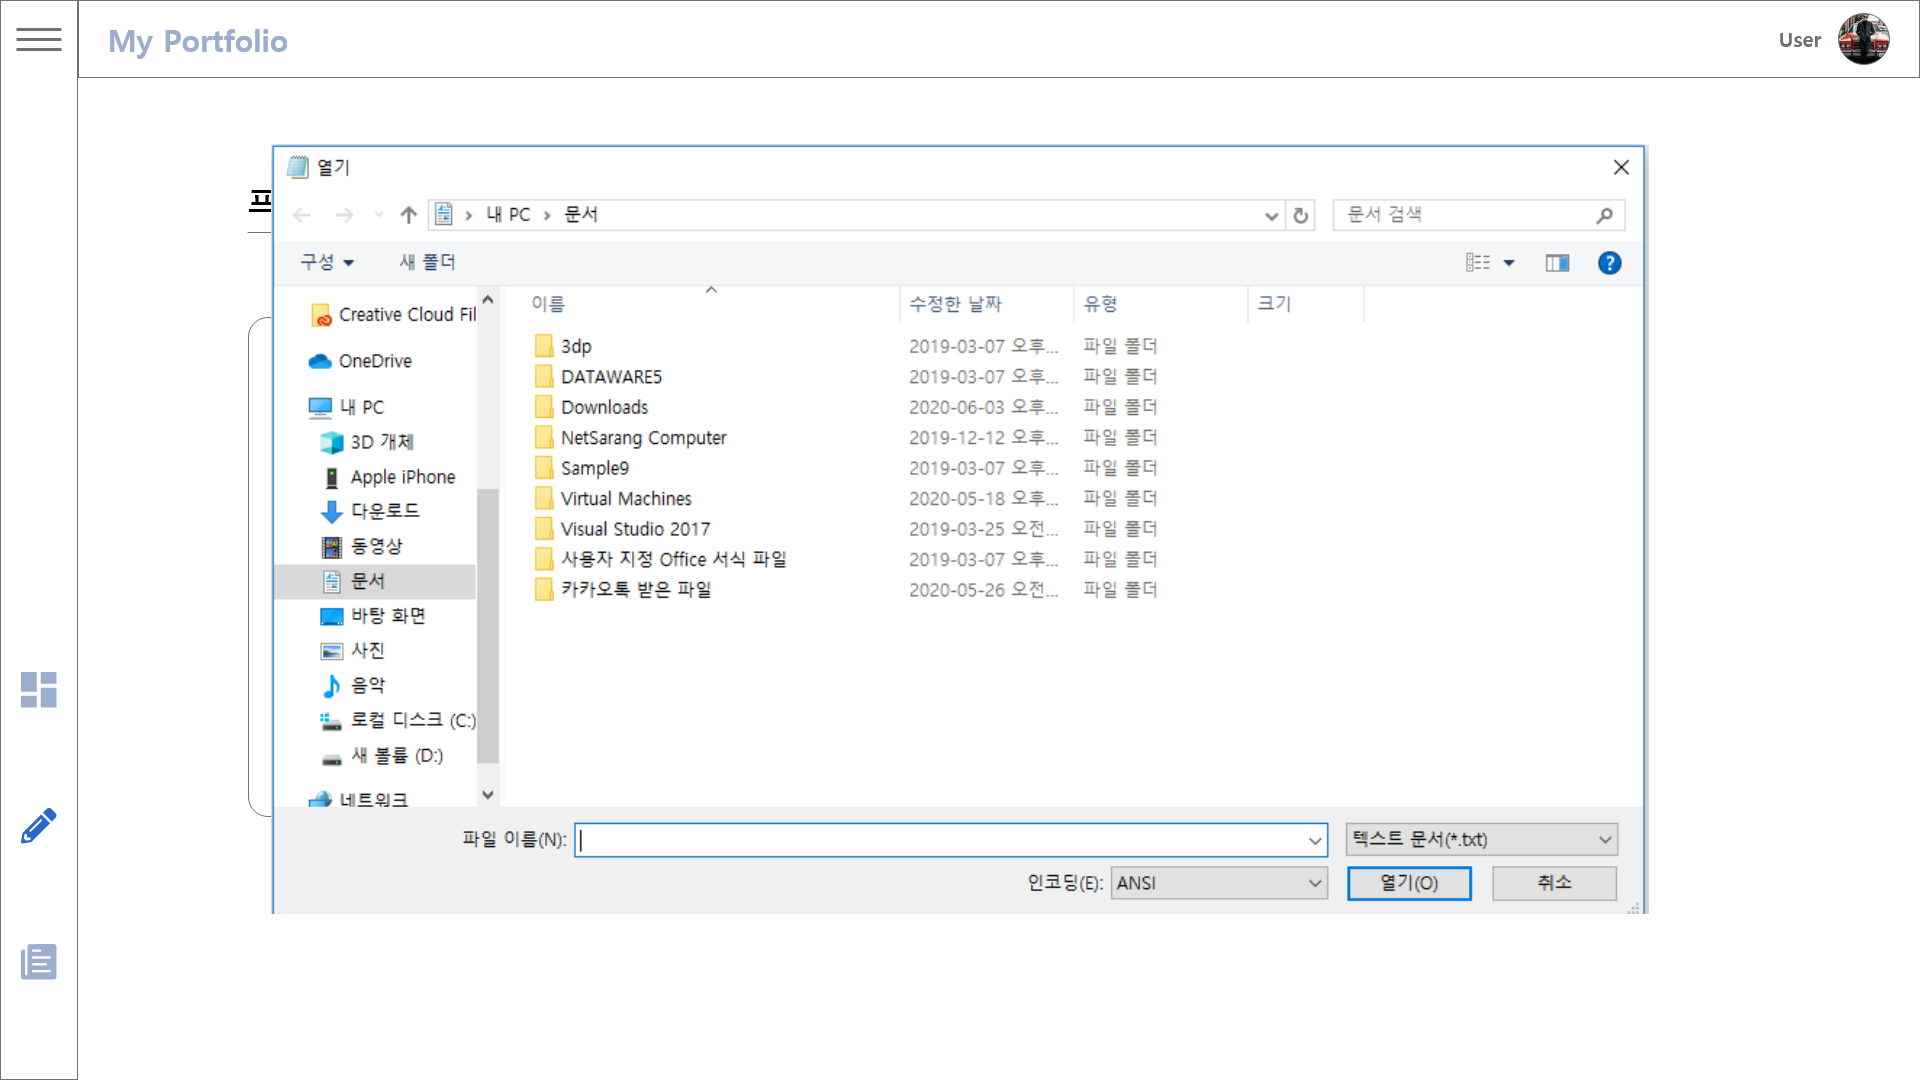 My Portfolio
User
프
열기
내 PC > 문서
문서 검색
구성
새 폴더
이름
수정한 날짜
유형
크기
Creative Cloud Fil
OneDrive
내 PC
3D 개체
Apple iPhone
다운로드
동영상
문서
바탕 화면
사진
음악
로컬 디스크 (C:)
새 볼륨 (D:)
네트워크
3dp 2019-03-07 오후... 파일 폴더
DATAWARE5 2019-03-07 오후... 파일 폴더
Downloads 2020-06-03 오후... 파일 폴더
NetSarang Computer 2019-12-12 오후... 파일 폴더
Sample9 2019-03-07 오후... 파일 폴더
Virtual Machines 2020-05-18 오후... 파일 폴더
Visual Studio 2017 2019-03-25 오전... 파일 폴더
사용자 지정 Office 서식 파일 2019-03-07 오후... 파일 폴더
카카오톡 받은 파일 2020-05-26 오전... 파일 폴더
파일 이름(N):
텍스트 문서(*.txt)
인코딩(E):
ANSI
열기(O)
취소